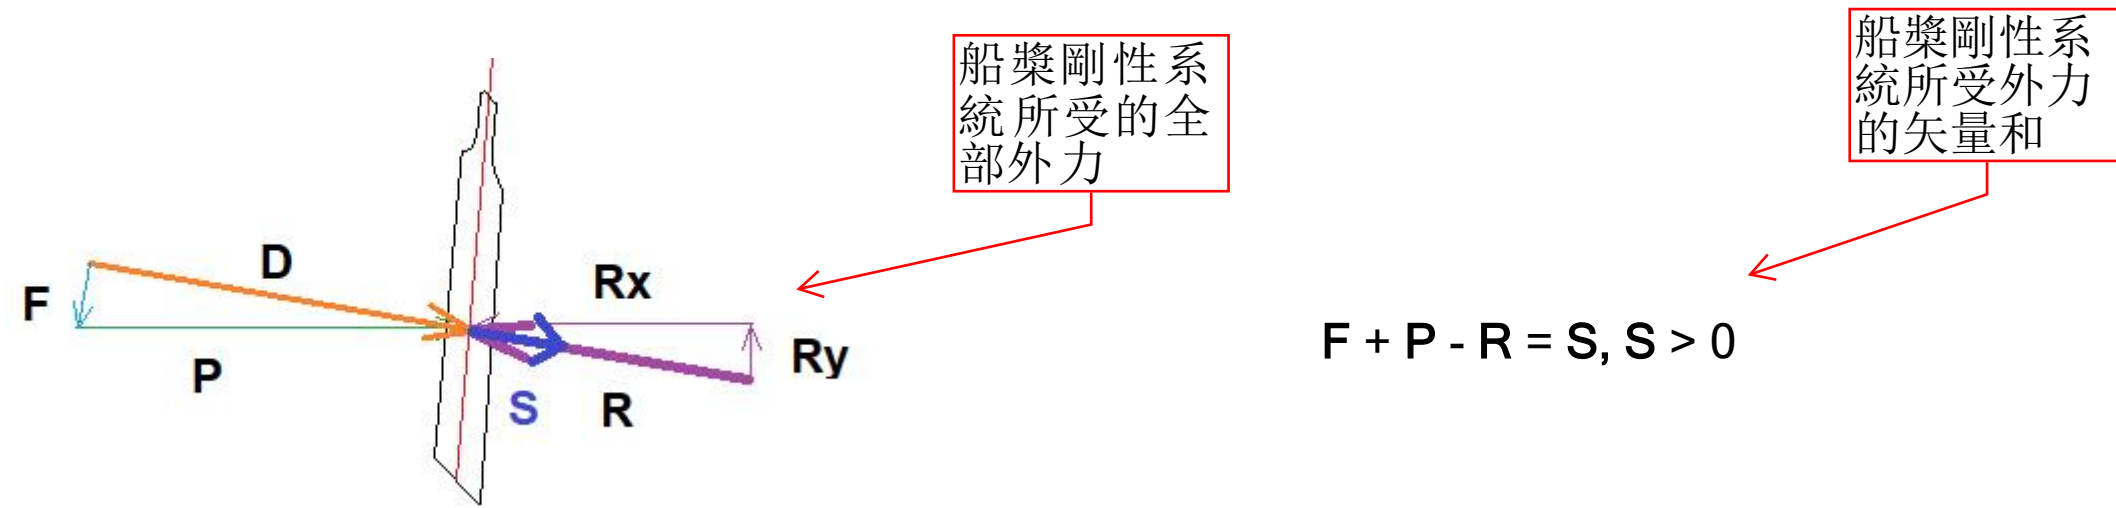 船槳剛性系
統所受的全
部外力
船槳剛性系
統所受外力
的矢量和
D
F
P
Rx
Ry
S
R
F + P - R = S, S > 0